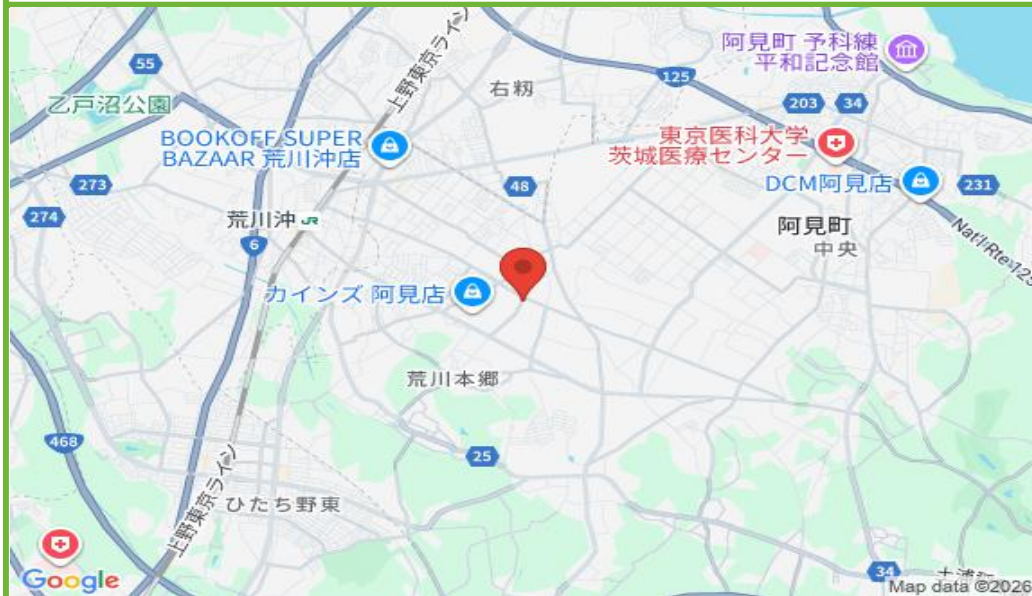 上野東京ライン
阿見町 予科練
平和記念館
55
125
右籾
乙戸沼公園
203
34
BOOKOFF SUPER
BAZAAR 荒川沖店
東京医科大学
茨城医療センター
273
48
DCM阿見店
231
274
荒川沖
JR
阿見町
中央
6
Nat'l Rte 125
カインズ 阿見店
荒川本郷
468
25
上野東京ライン
ひたち野東
34
Google
Map data ©2026